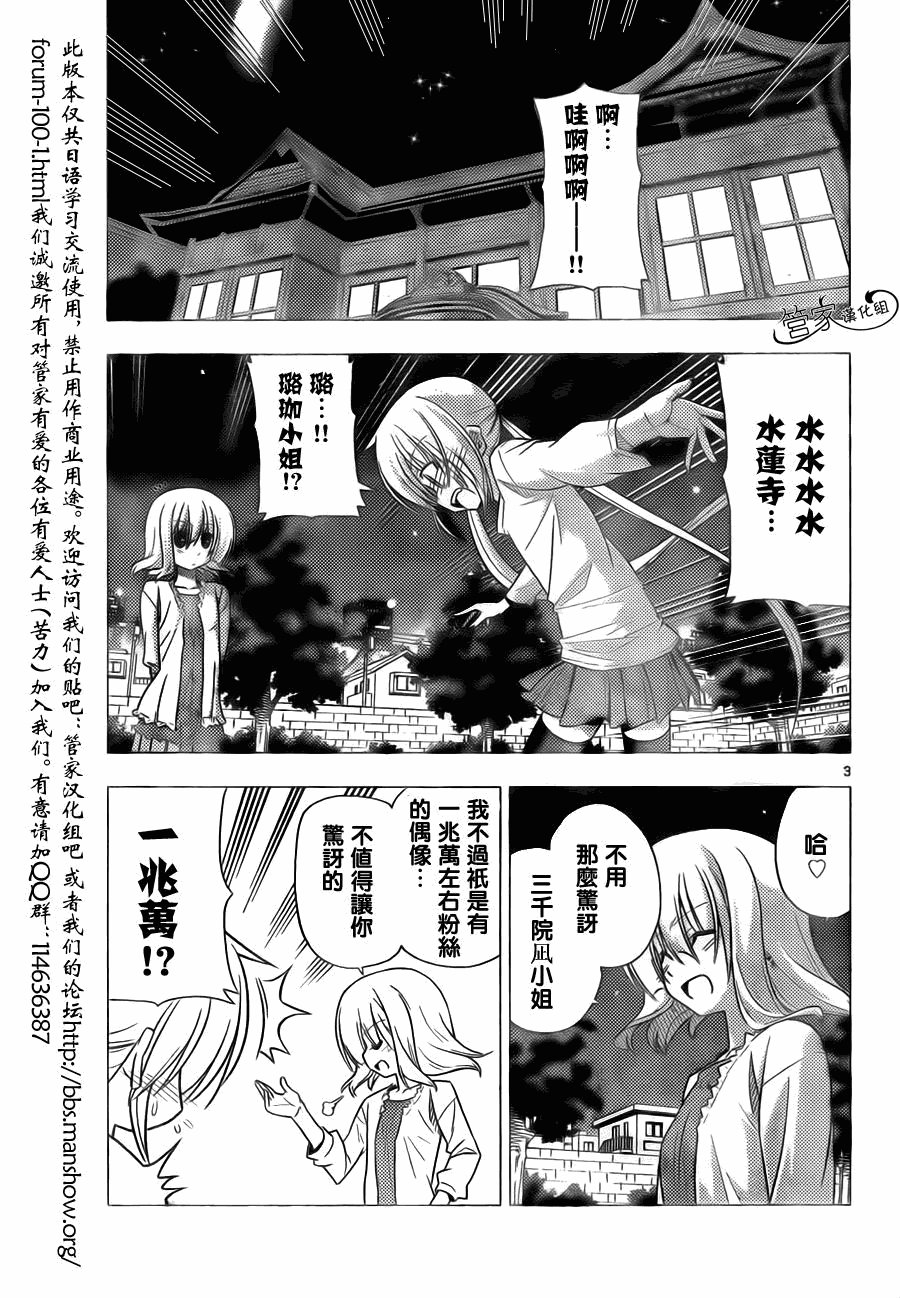 啊…
哇啊啊啊——!!
管家漢化組
水水水水
水蓮寺…
璐…!!
璐珈小姐!?
3
哈♡
不用
那麼驚訝
三千院凪小姐
我不過衹是有
一兆萬左右粉絲
的偶像…
不值得讓你
驚訝的
一兆萬!?
此版本仅共日语学习交流使用，禁止用作商业用途。欢迎访问我们的贴吧：管家汉化组吧 或者我们的论坛http://bbs.manshow.org/
forum-100-1.html我们诚邀所有对管家有爱的各位有爱人士(苦力)加入我们。有意请加QQ群：114636387